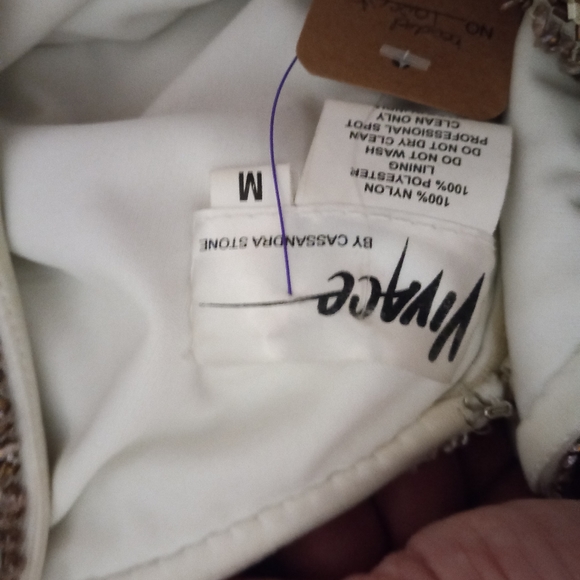 Vivace
BY CASSANDRA STONE
M
100% NYLON
100% POLYESTER
LINING
DO NOT WASH
DO NOT DRY CLEAN
PROFESSIONAL SPOT
CLEAN ONLY
NO